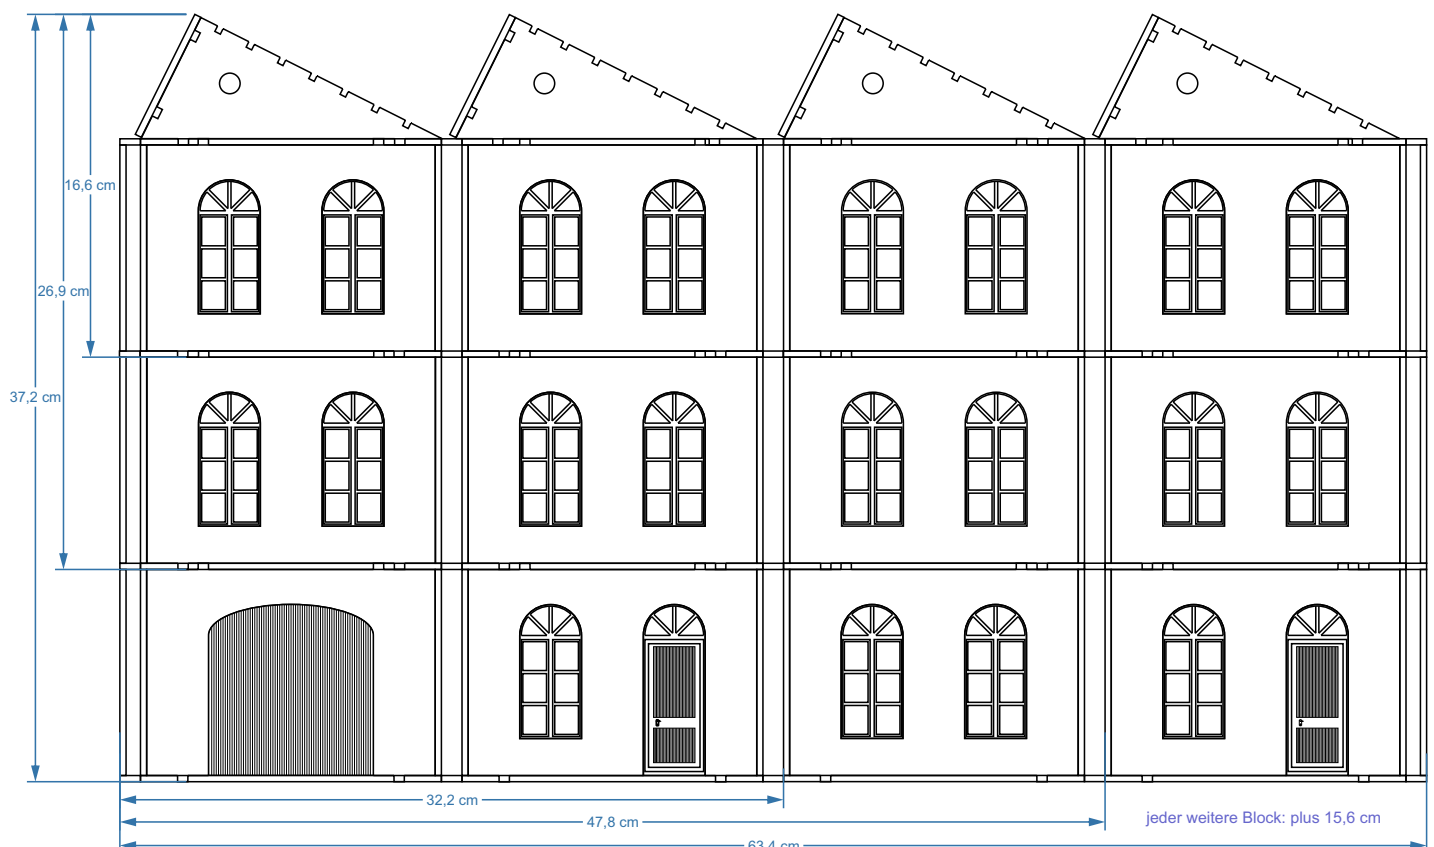 16,6 cm
26,9 cm
37,2 cm
32,2 cm
47,8 cm
jeder weitere Block: plus 15,6 cm
63,4 cm